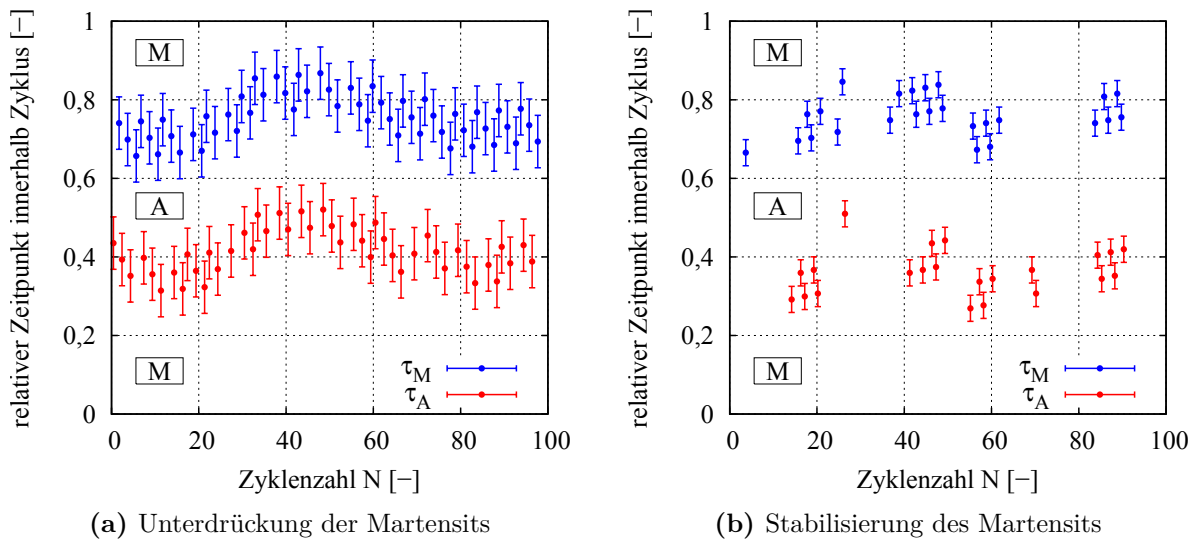 relativer Zeitpunkt innerhalb Zyklus [−]
1
0,8
0,6
0,4
0,2
0
M
A
M
τM
τA
0 20 40 60 80 100
Zyklenzahl N [−]
(a) Unterdrückung der Martensits
relativer Zeitpunkt innerhalb Zyklus [−]
1
0,8
0,6
0,4
0,2
0
M
A
M
τM
τA
0 20 40 60 80 100
Zyklenzahl N [−]
(b) Stabilisierung des Martensits